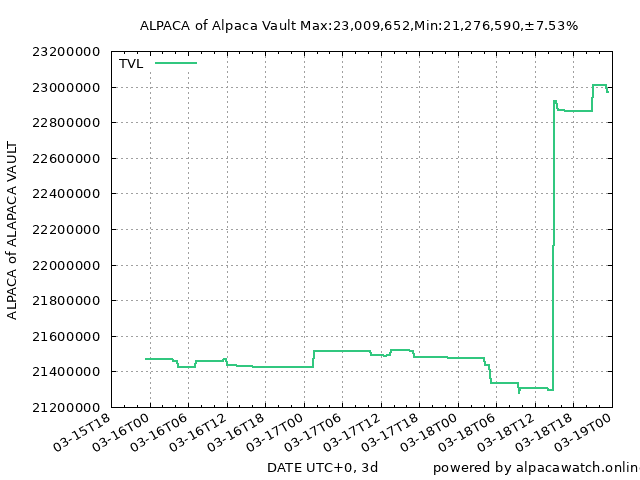 ALPACA of Alpaca Vault Max:23,009,652,Min:21,276,590,±7.53%
TVL
ALPACA of ALAPACA VAULT
23200000
23000000
22800000
22600000
22400000
22200000
22000000
21800000
21600000
21400000
21200000
03-15T18
03-16T00
03-16T06
03-16T12
03-16T18
03-17T00
03-17T06
03-17T12
03-17T18
03-18T00
03-18T06
03-18T12
03-18T18
03-19T00
DATE UTC+0, 3d
powered by alpacawatch.onlin